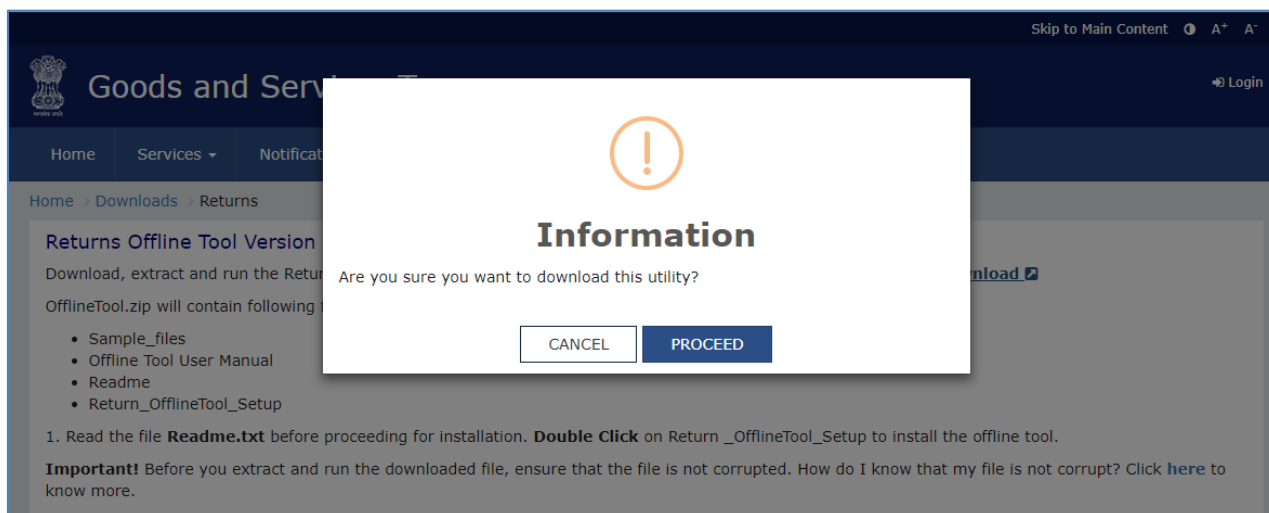 Skip to Main Content A+ A-
Goods and Serv
Login
Home Services Notificat
Home > Downloads > Returns
Returns Offline Tool Version
Download, extract and run the Retur
nload
OfflineTool.zip will contain following
• Sample_files
• Offline Tool User Manual
• Readme
• Return_OfflineTool_Setup
Information
Are you sure you want to download this utility?
CANCEL PROCEED
1. Read the file Readme.txt before proceeding for installation. Double Click on Return _OfflineTool_Setup to install the offline tool.
Important! Before you extract and run the downloaded file, ensure that the file is not corrupted. How do I know that my file is not corrupt? Click here to
know more.